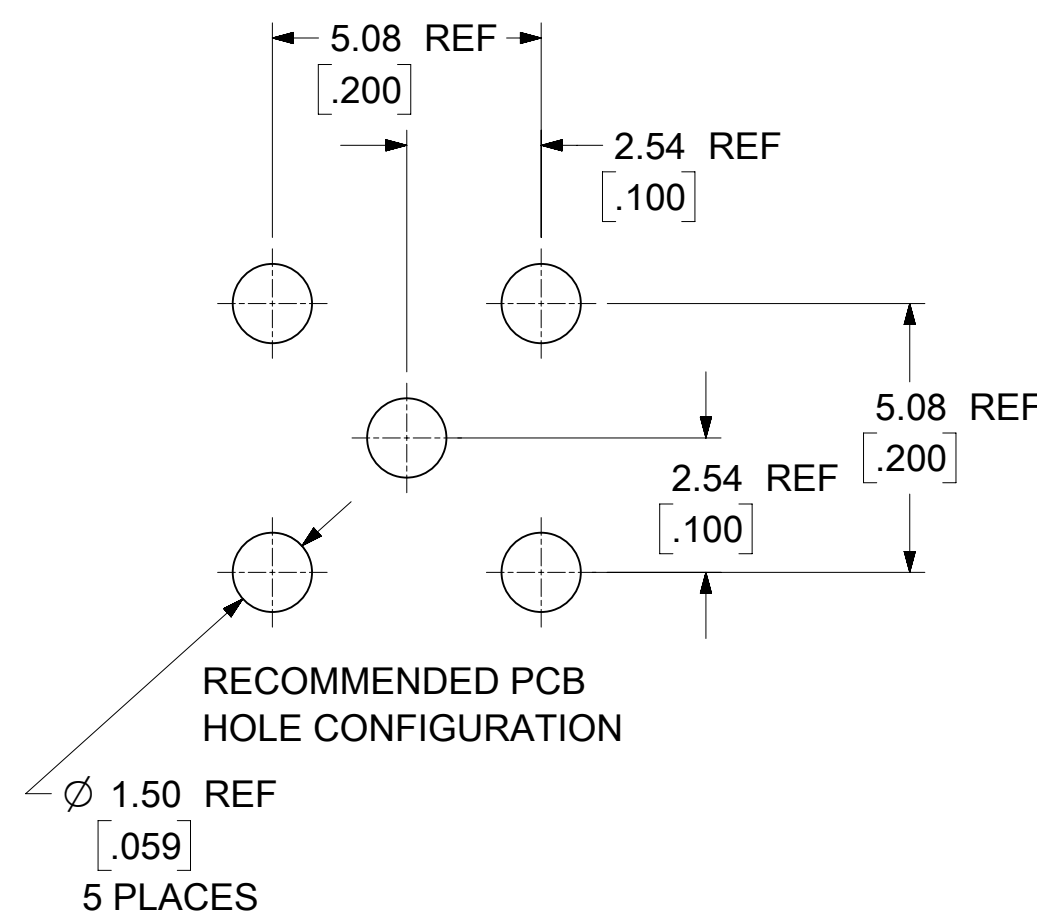 5.08 REF
[.200]
2.54 REF
[.100]
5.08 REF
[.200]
2.54 REF
[.100]
RECOMMENDED PCB
HOLE CONFIGURATION
∅ 1.50 REF
[.059]
5 PLACES